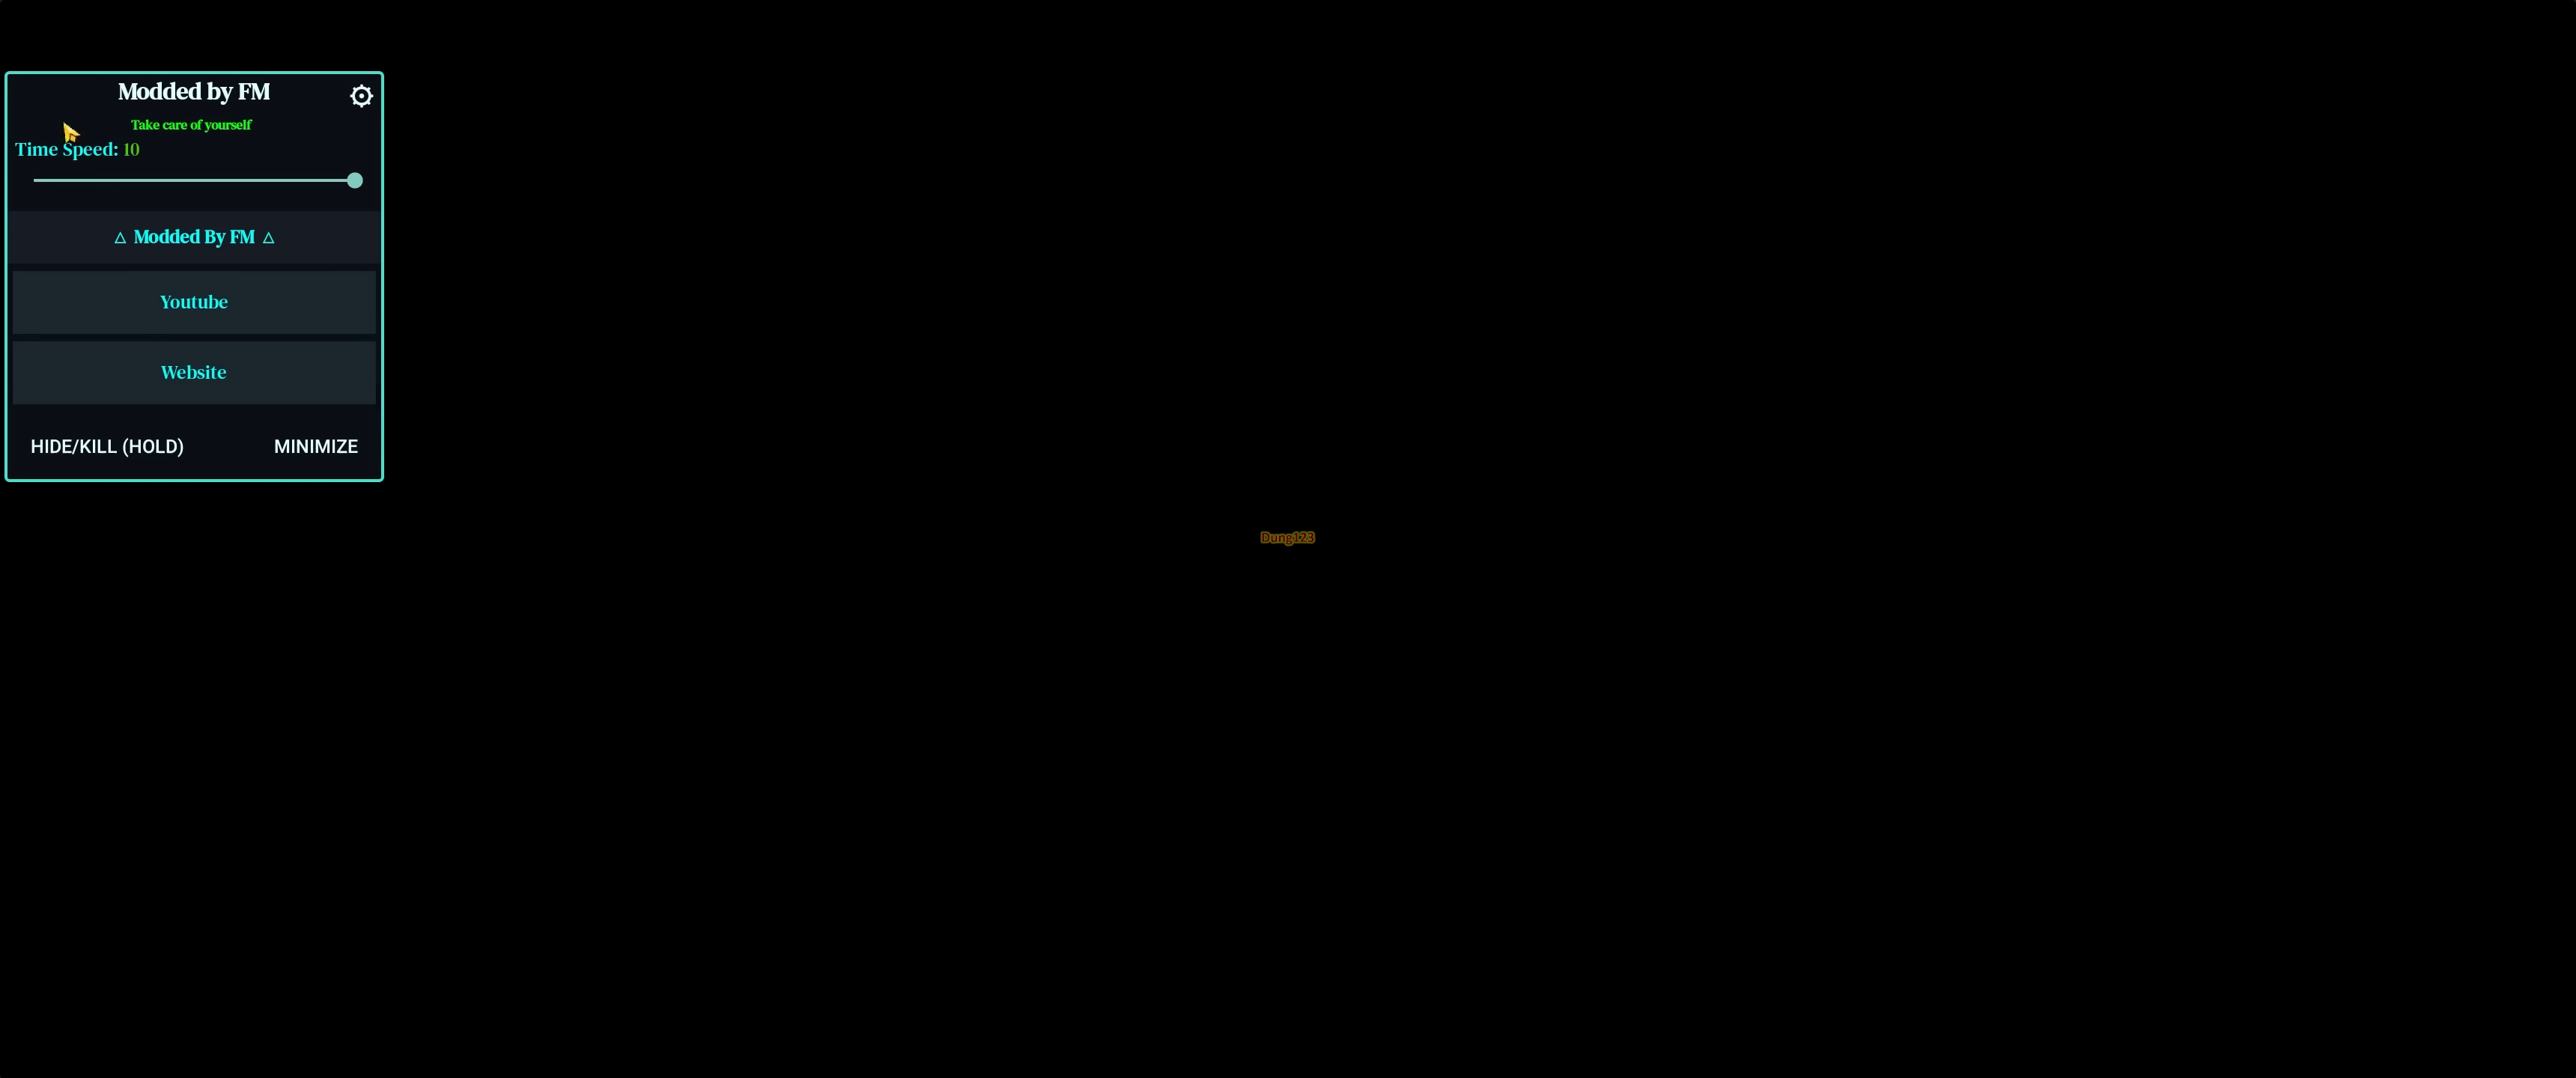 Modded by FM
Take care of yourself
Time Speed: 10
△ Modded By FM △
Youtube
Website
HIDE/KILL (HOLD) MINIMIZE
Dung123